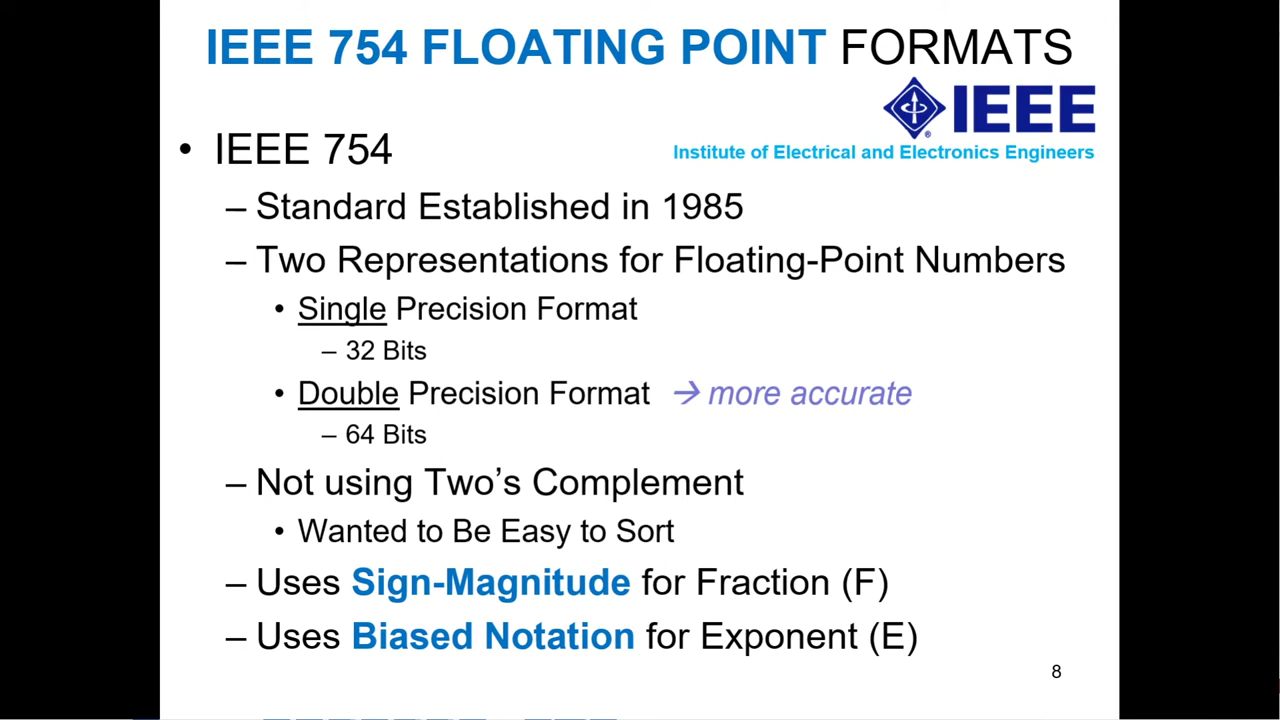 IEEE 754 FLOATING POINT FORMATS
IEEE
Institute of Electrical and Electronics Engineers
• IEEE 754
– Standard Established in 1985
– Two Representations for Floating-Point Numbers
• Single Precision Format
– 32 Bits
• Double Precision Format → more accurate
– 64 Bits
– Not using Two’s Complement
• Wanted to Be Easy to Sort
– Uses Sign-Magnitude for Fraction (F)
– Uses Biased Notation for Exponent (E)
8